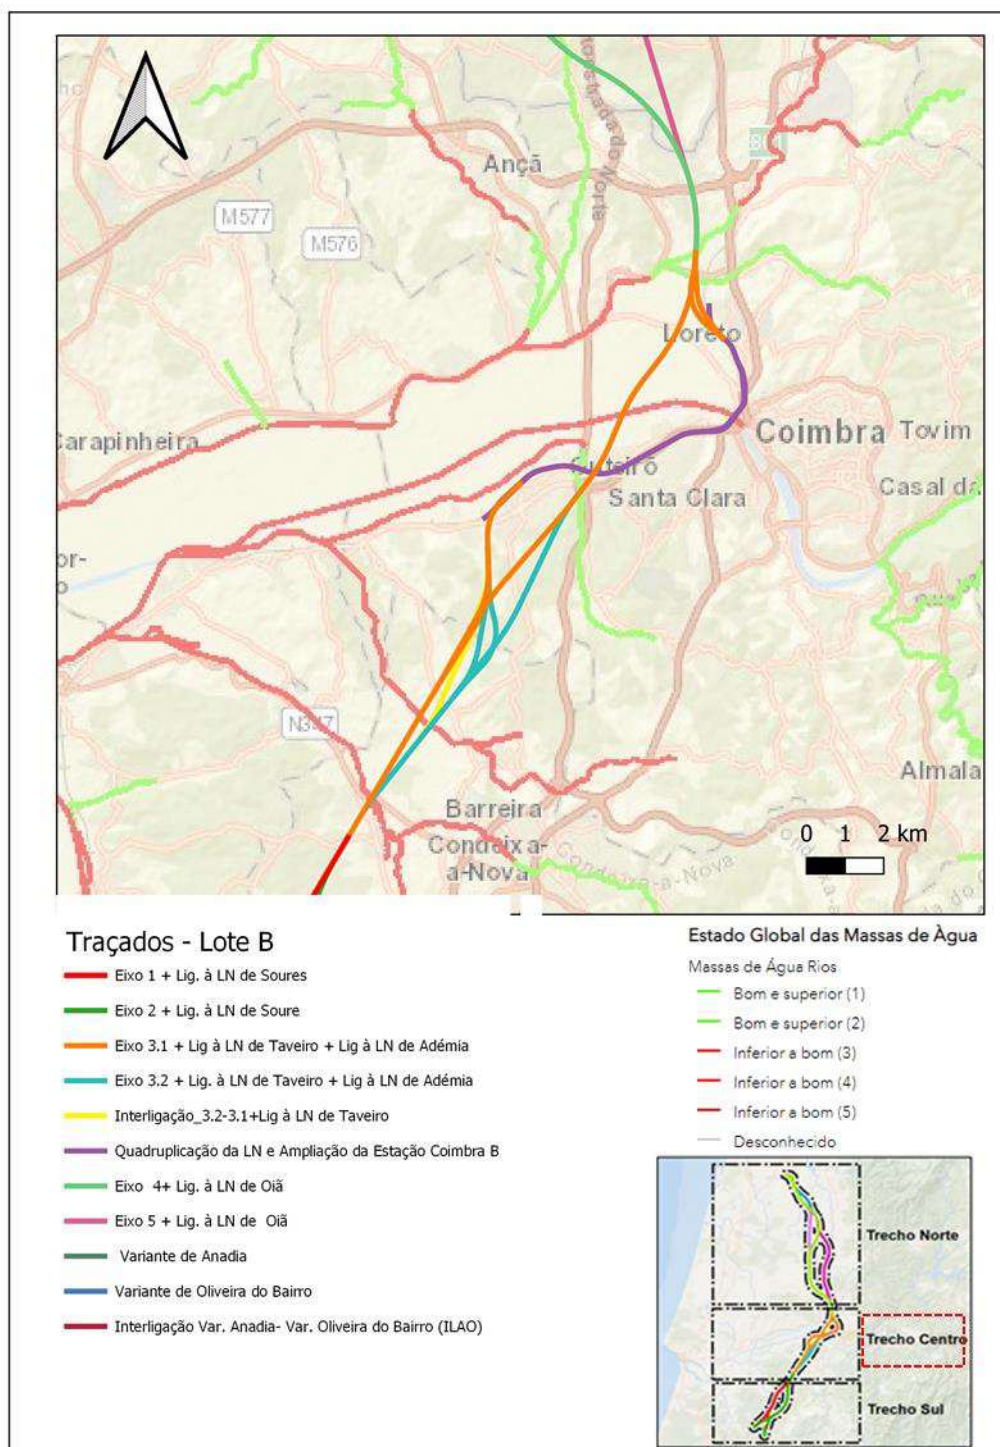 Autoestrada do Norte
Ançã
M577
M576
Loreto
Carapinheira
Coimbra
Tovim
Casal da
Santa Clara
N347
Almala
Barreira
Condeixa-
a-Nova
Condeixa-a-Nova
0 1 2 km
Traçados - Lote B
Eixo 1 + Lig. à LN de Soures
Eixo 2 + Lig. à LN de Soure
Eixo 3.1 + Lig à LN de Taveiro + Lig à LN de Adémia
Eixo 3.2 + Lig. à LN de Taveiro + Lig à LN de Adémia
Interligação_3.2-3.1+Lig à LN de Taveiro
Quadruplicação da LN e Ampliação da Estação Coimbra B
Eixo 4+ Lig. à LN de Oiã
Eixo 5 + Lig. à LN de Oiã
Variante de Anadia
Variante de Oliveira do Bairro
Interligação Var. Anadia- Var. Oliveira do Bairro (ILAO)
Estado Global das Massas de Àgua
Massas de Água Rios
Bom e superior (1)
Bom e superior (2)
Inferior a bom (3)
Inferior a bom (4)
Inferior a bom (5)
Desconhecido
Trecho Norte
Trecho Centro
Trecho Sul